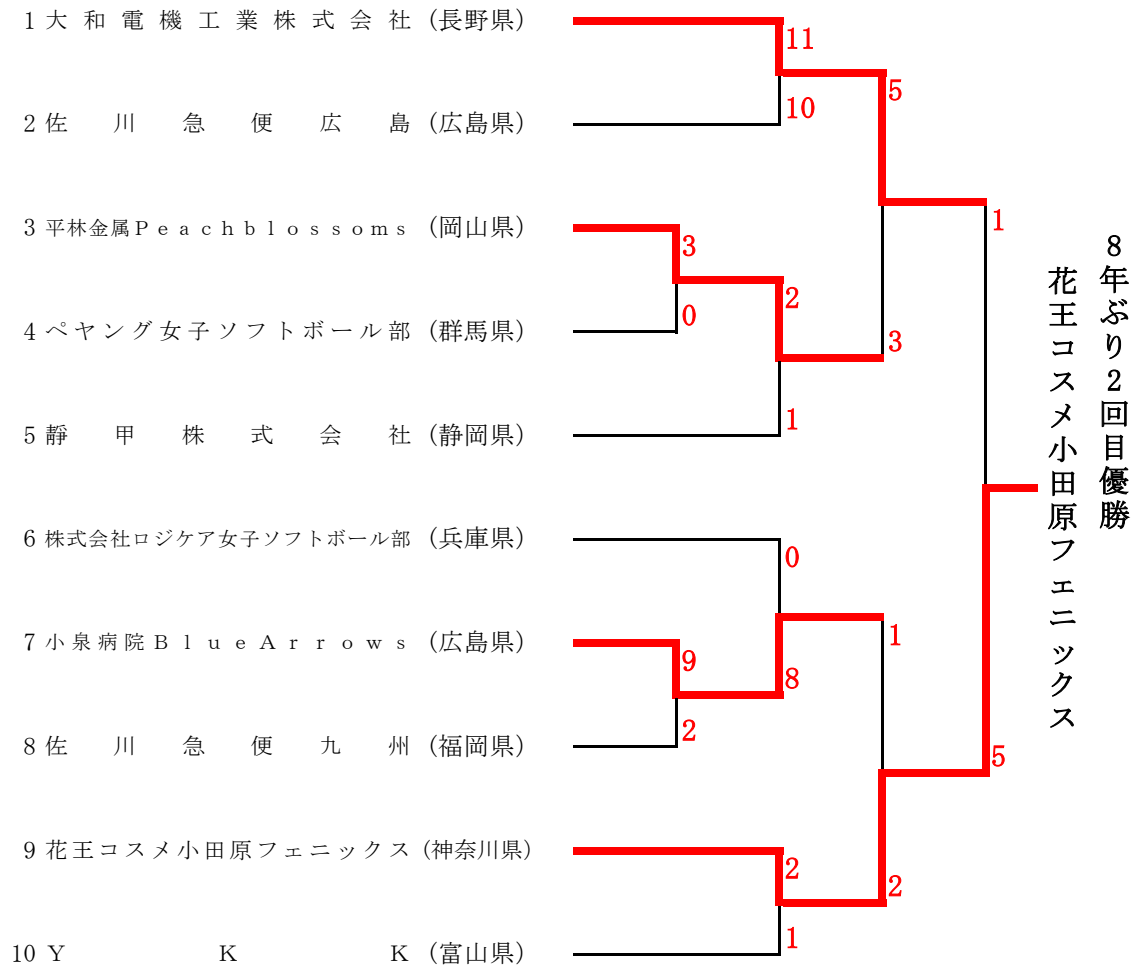 1 大和電機工業株式会社 (長野県)
11
5
2 佐川急便広島 (広島県)
10
1
3 平林金属Ｐｅａｃｈｂｌｏｓｓｏｍｓ (岡山県)
3
2
4 ペヤング女子ソフトボール部 (群馬県)
0
3
5 静甲株式会社 (静岡県)
1
6 株式会社ロジケア女子ソフトボール部 (兵庫県)
0
1
7 小泉病院ＢｌｕｅＡｒｒｏｗｓ (広島県)
9
8
8 佐川急便九州 (福岡県)
2
5
9 花王コスメ小田原フェニックス (神奈川県)
2
2
10 ＹＫＫ (富山県)
1
8年ぶり2回目優勝
花王コスメ小田原フェニックス